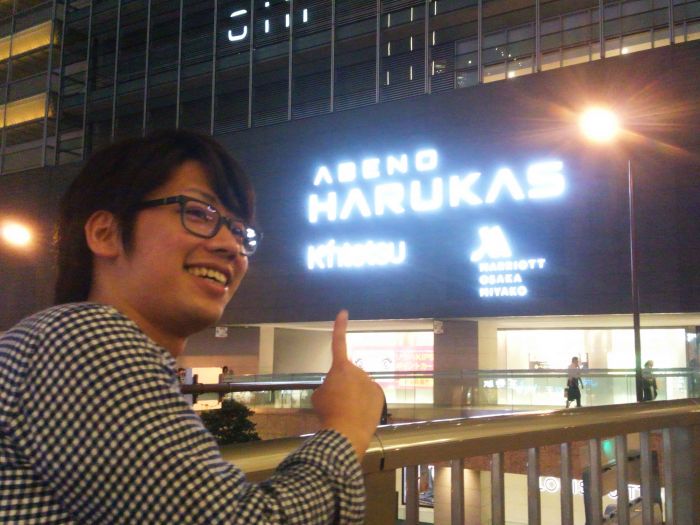 ABENO
HARUKAS
Kintetsu
MARRIOTT
OSAKA
MIYAKO